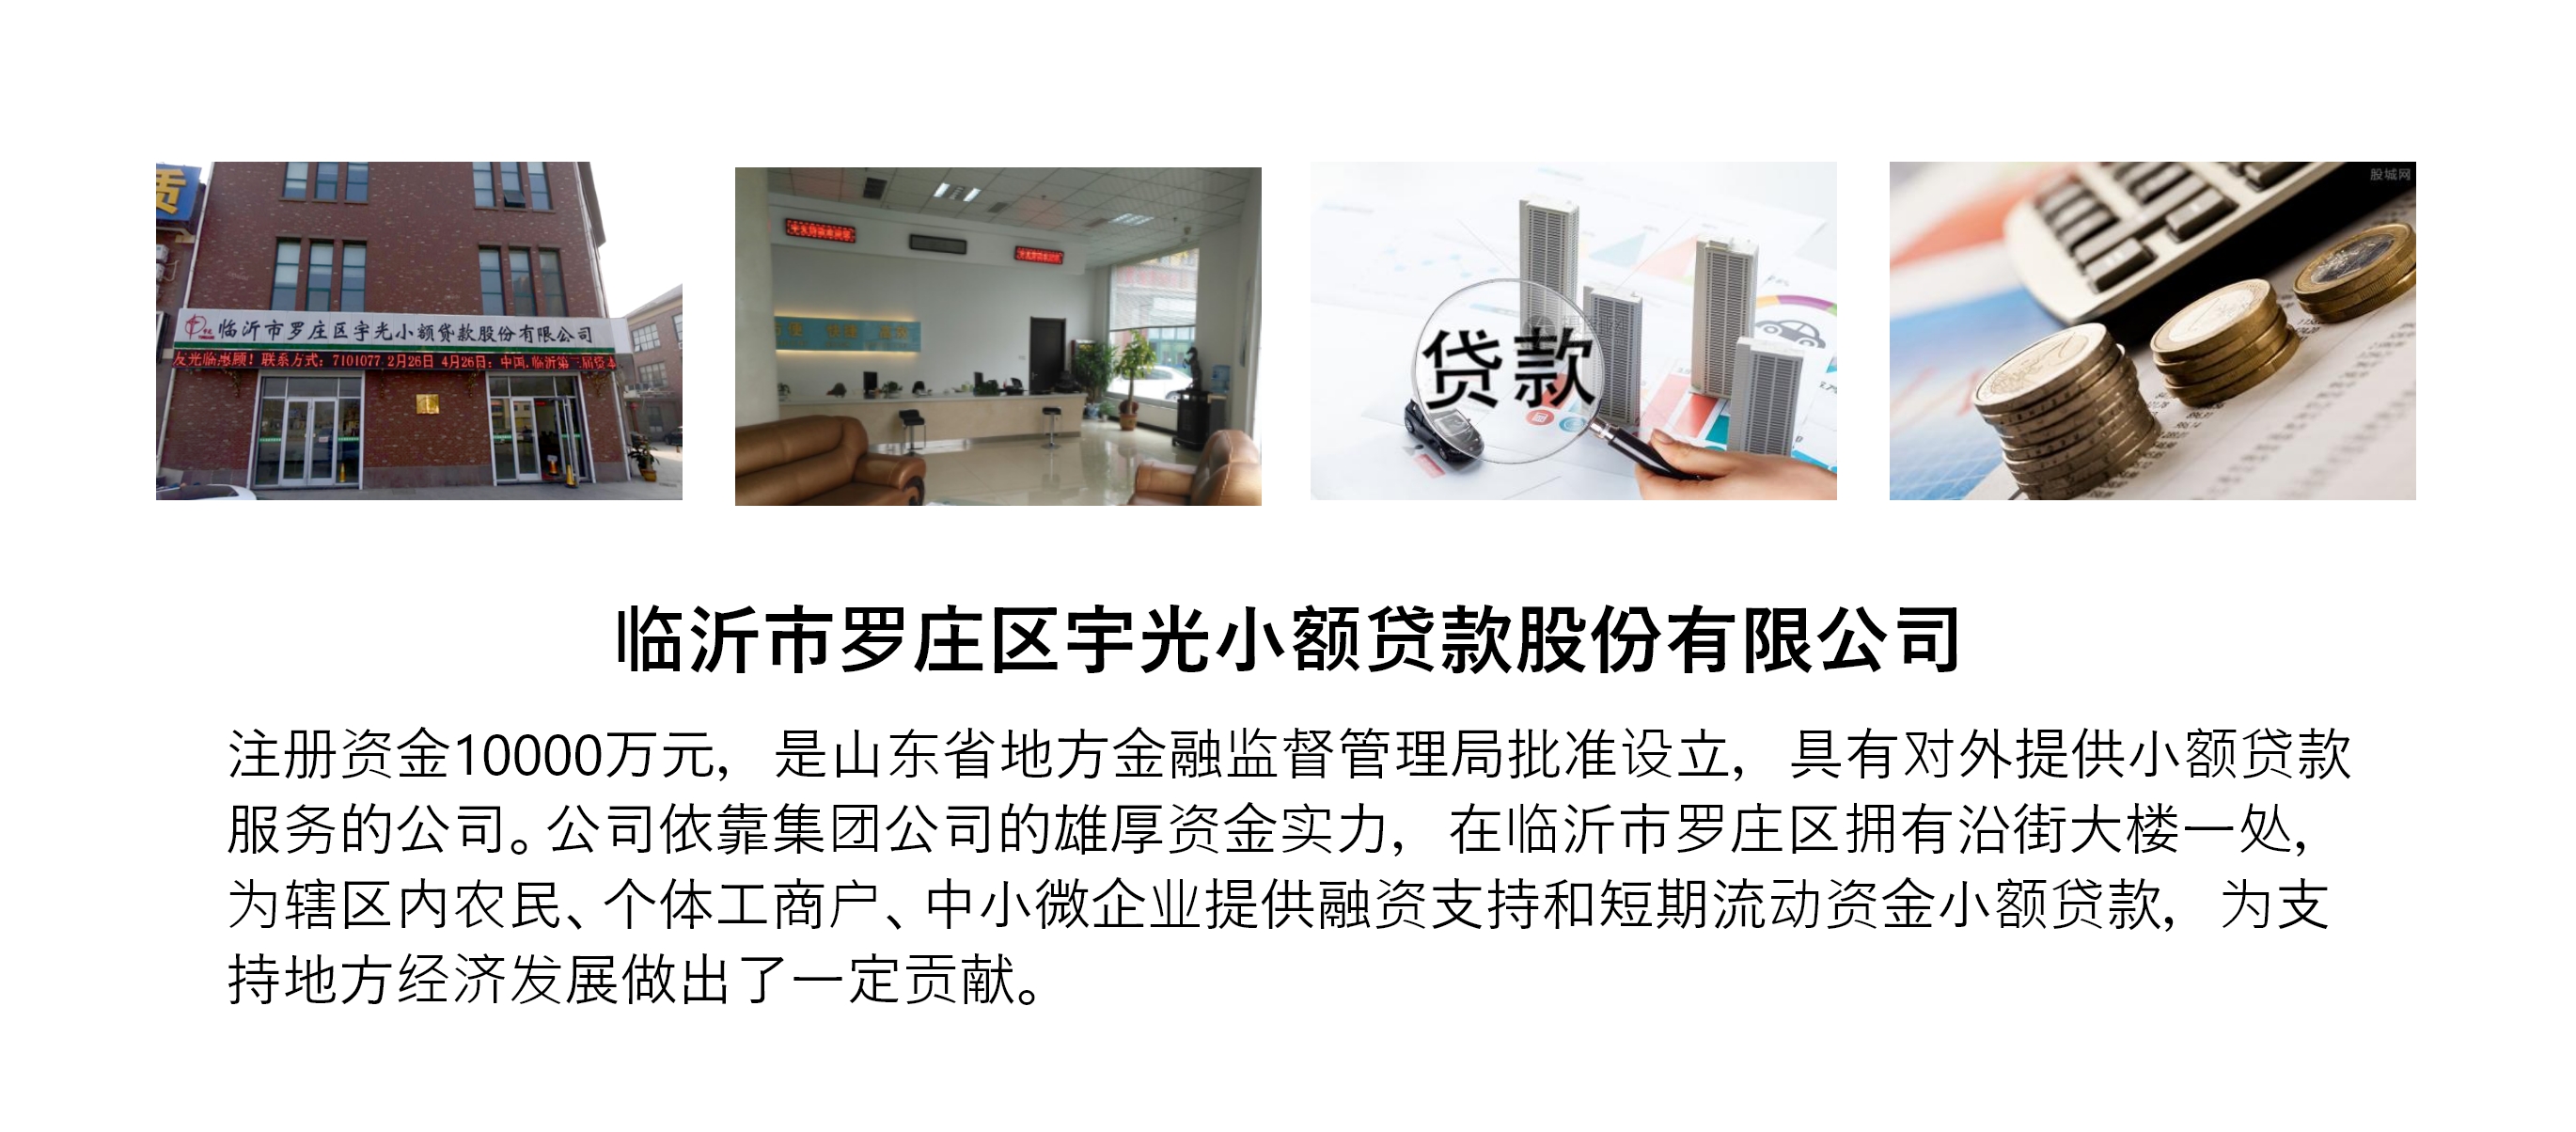 股城网
临沂市罗庄区宇光小额贷款股份有限公司
友光临惠顾！联系方式：7101077.2月26日 4月26日：中国.临沂第三届资本
贷款
临沂市罗庄区宇光小额贷款股份有限公司
注册资金10000万元，是山东省地方金融监督管理局批准设立，具有对外提供小额贷款
服务的公司。公司依靠集团公司的雄厚资金实力，在临沂市罗庄区拥有沿街大楼一处，
为辖区内农民、个体工商户、中小微企业提供融资支持和短期流动资金小额贷款，为支
持地方经济发展做出了一定贡献。